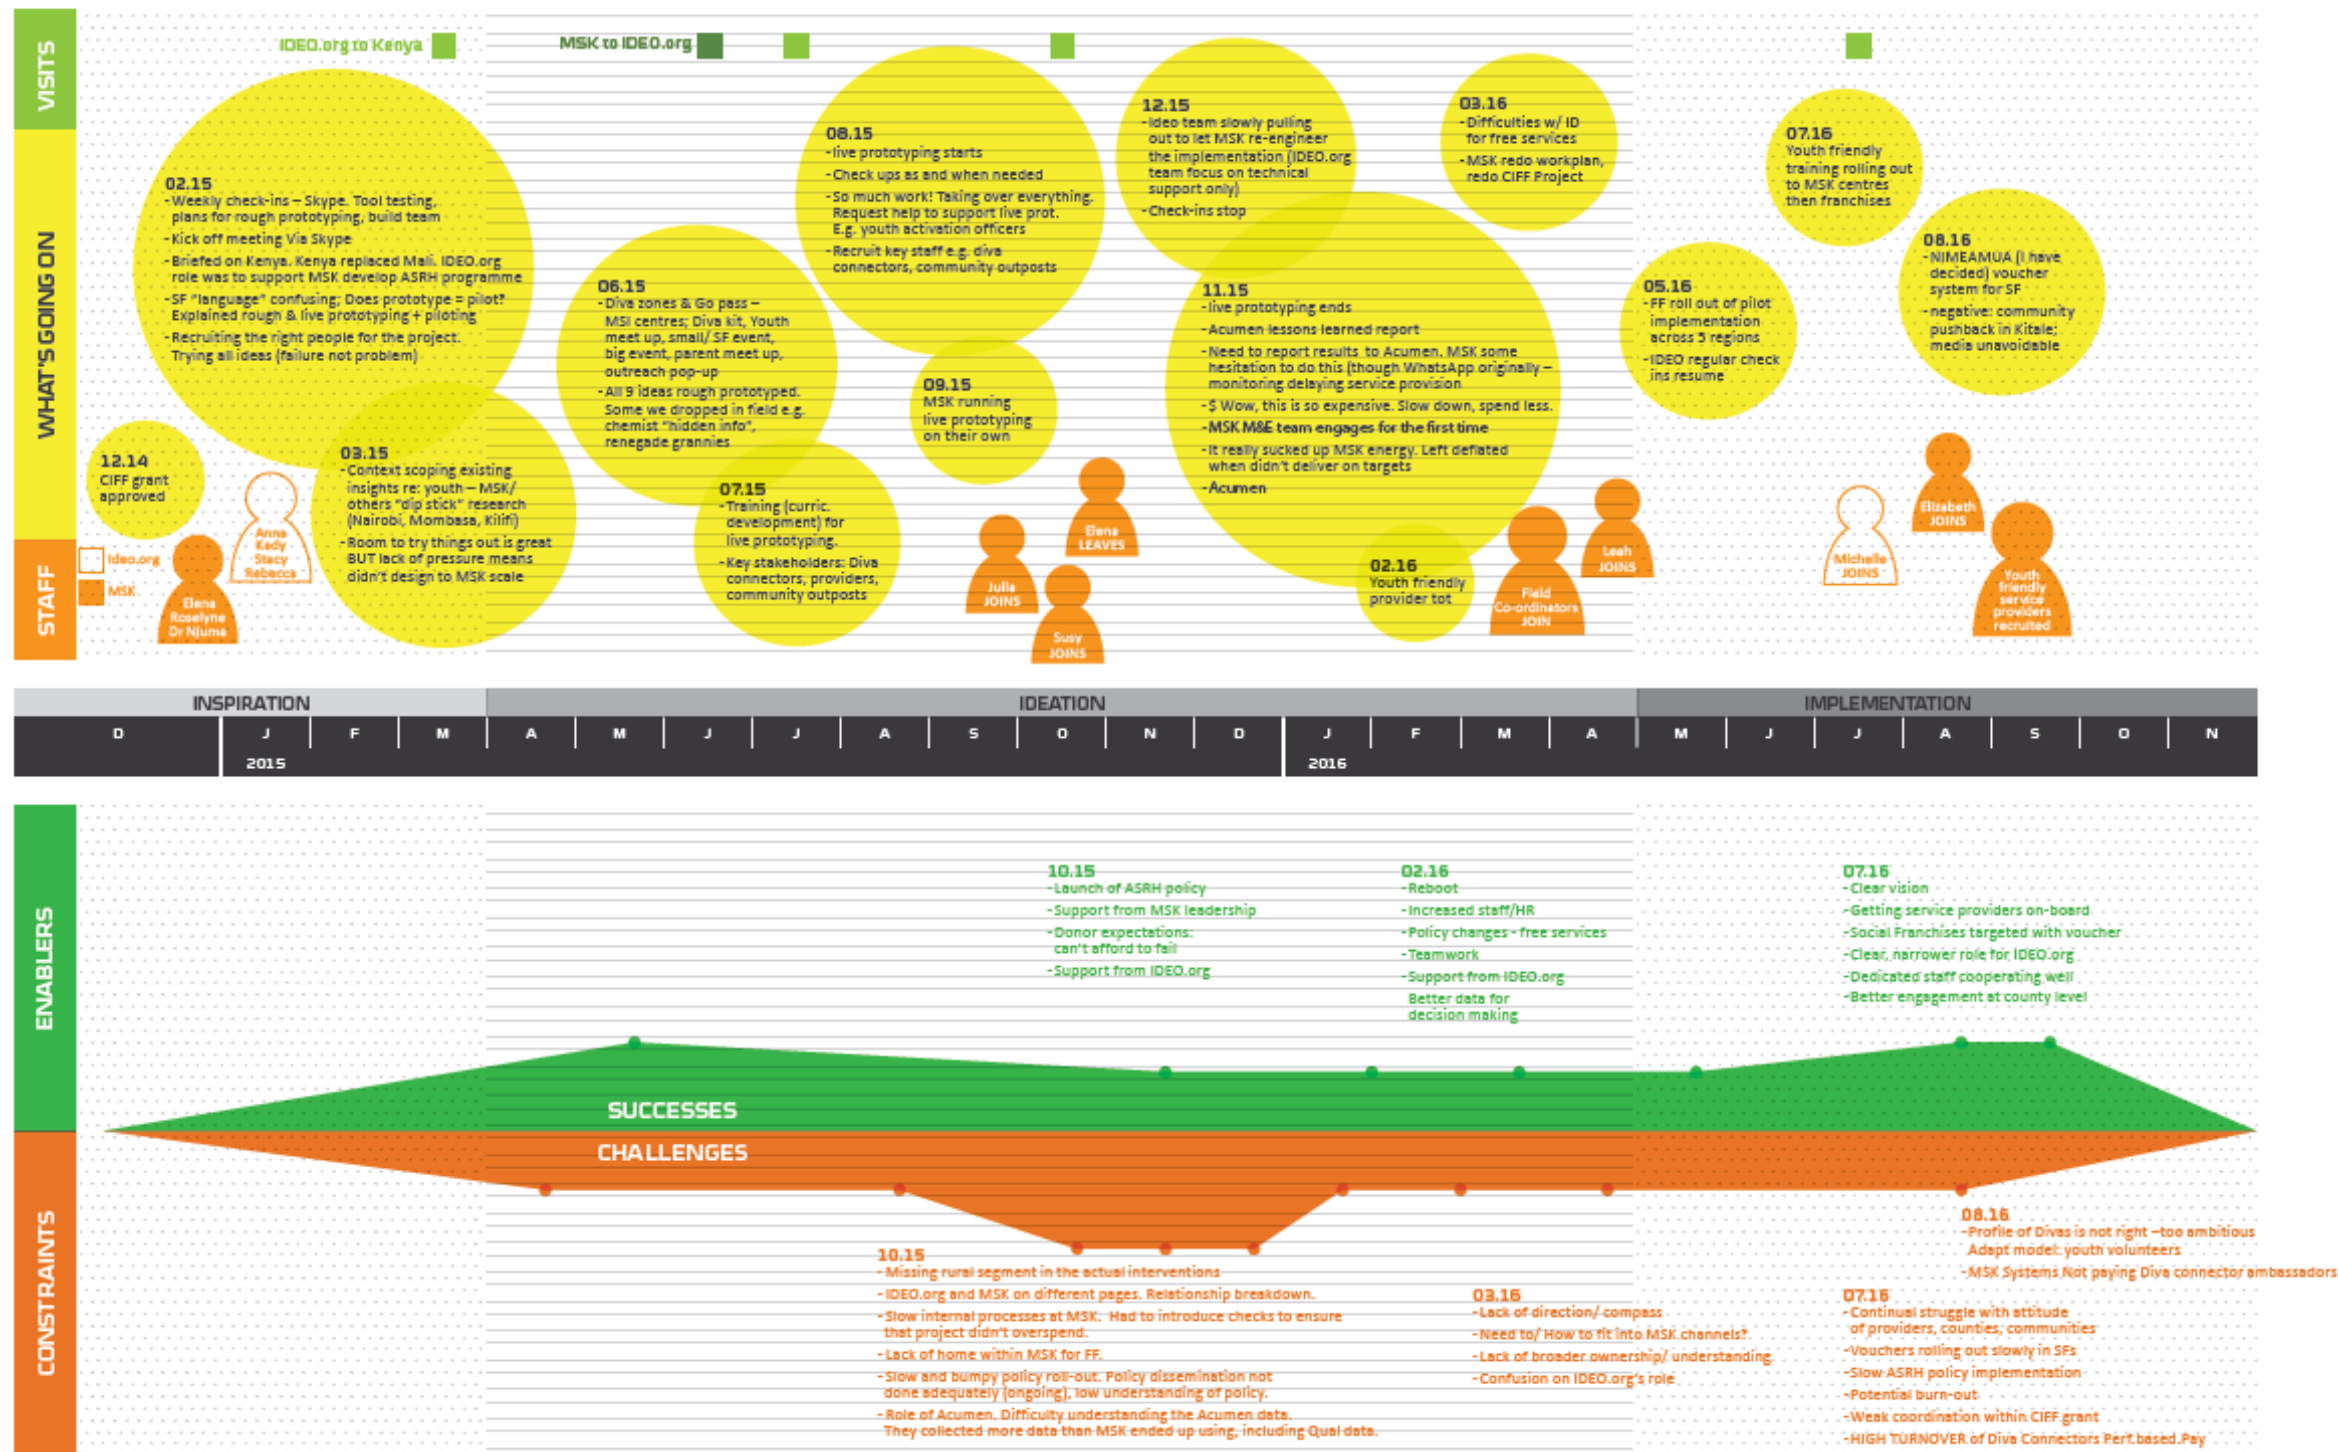 VISITS
IDEO.org to Kenya
MSK to IDEO.org
WHAT'S GOING ON
12.14
CIFF grant
approved
02.15
-Weekly check-ins – Skype. Tool testing,
plans for rough prototyping, build team
-Kick off meeting Via Skype
-Briefed on Kenya. Kenya replaced Mali. IDEO.org
role was to support MSK develop ASRH programme
-SF "language" confusing; Does prototype = pilot?
Explained rough & live prototyping + piloting
-Recruiting the right people for the project.
Trying all ideas (failure not problem)
03.15
-Context scoping existing
insights re: youth – MSK/
others "dip stick" research
(Nairobi, Mombasa, Kilifi)
-Room to try things out is great
BUT lack of pressure means
didn't design to MSK scale
06.15
-Diva zones & Go pass –
MSI centres; Diva kit, Youth
meet up, small/ SF event,
big event, parent meet up,
outreach pop-up
-All 9 ideas rough prototyped.
Some we dropped in field e.g.
chemist "hidden info",
renegade grannies
07.15
-Training (curric.
development) for
live prototyping.
-Key stakeholders: Diva
connectors, providers,
community outposts
08.15
-live prototyping starts
-Check ups as and when needed
-So much work! Taking over everything.
Request help to support live prot.
E.g. youth activation officers
-Recruit key staff e.g. diva
connectors, community outposts
09.15
MSK running
live prototyping
on their own
12.15
-Ideo team slowly pulling
out to let MSK re-engineer
the implementation (IDEO.org
team focus on technical
support only)
-Check-ins stop
11.15
-live prototyping ends
-Acumen lessons learned report
-Need to report results to Acumen. MSK some
hesitation to do this (though WhatsApp originally –
monitoring delaying service provision
-$ Wow, this is so expensive. Slow down, spend less.
-MSK M&E team engages for the first time
-It really sucked up MSK energy. Left deflated
when didn't deliver on targets
-Acumen
02.16
Youth friendly
provider tot
03.16
-Difficulties w/ ID
for free services
-MSK redo workplan,
redo CIFF Project
05.16
-FF roll out of pilot
implementation
across 5 regions
-IDEO regular check
ins resume
07.16
Youth friendly
training rolling out
to MSK centres
then franchises
08.16
-NIMEAMUA (I have
decided) voucher
system for SF
-negative: community
pushback in Kitale;
media unavoidable
STAFF
Ideo.org
MSK
Elena
Roselyne
Dr Njuma
Anna
Kady
Stacy
Rebecca
Julia
JOINS
Elena
LEAVES
Susy
JOINS
Field
Co-ordinators
JOIN
Leah
JOINS
Michelle
JOINS
Elizabeth
JOINS
Youth
friendly
service
providers
recruited
INSPIRATION
IDEATION
IMPLEMENTATION
D J F M A M J J A S O N D J F M A M J J A S O N
2015 2016
ENABLERS
10.15
-Launch of ASRH policy
-Support from MSK leadership
-Donor expectations:
can't afford to fail
-Support from IDEO.org
02.16
-Reboot
-Increased staff/HR
-Policy changes - free services
-Teamwork
-Support from IDEO.org
Better data for
decision making
07.16
-Clear vision
-Getting service providers on-board
-Social Franchises targeted with voucher
-Clear, narrower role for IDEO.org
-Dedicated staff cooperating well
-Better engagement at county level
SUCCESSES
CHALLENGES
CONSTRAINTS
10.15
- Missing rural segment in the actual interventions
-IDEO.org and MSK on different pages. Relationship breakdown.
-Slow internal processes at MSK. Had to introduce checks to ensure
that project didn't overspend.
-Lack of home within MSK for FF.
-Slow and bumpy policy roll-out. Policy dissemination not
done adequately (ongoing), low understanding of policy.
-Role of Acumen. Difficulty understanding the Acumen data.
They collected more data than MSK ended up using, including Qual data.
03.16
-Lack of direction/ compass
-Need to/ How to fit into MSK channels?
-Lack of broader ownership/ understanding.
-Confusion on IDEO.org's role
08.16
-Profile of Divas is not right –too ambitious
Adapt model: youth volunteers
-MSK Systems Not paying Diva connector ambassadors
07.16
-Continual struggle with attitude
of providers, counties, communities
-Vouchers rolling out slowly in SFs
-Slow ASRH policy implementation
-Potential burn-out
-Weak coordination within CIFF grant
-HIGH TURNOVER of Diva Connectors Perf.based.Pay